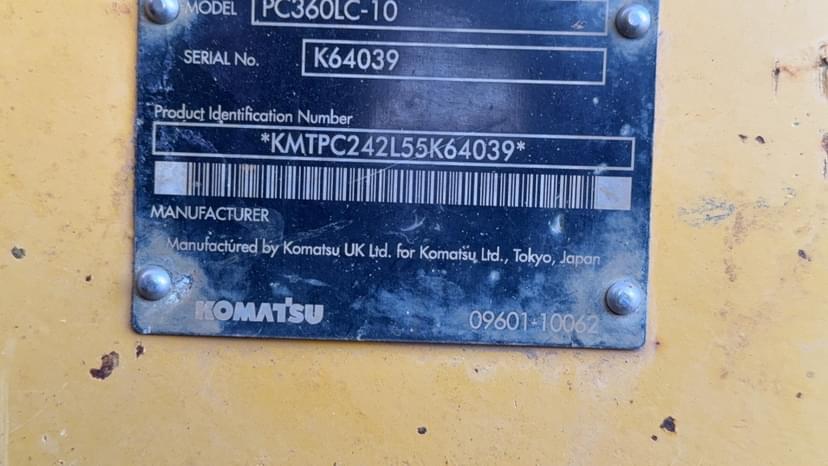 MODEL PC360LC-10
SERIAL No. K64039
Product Identification Number
*KMTPC242L55K64039*
MANUFACTURER
Manufactured by Komatsu UK Ltd. for Komatsu Ltd., Tokyo, Japan
KOMATSU 09601-10062